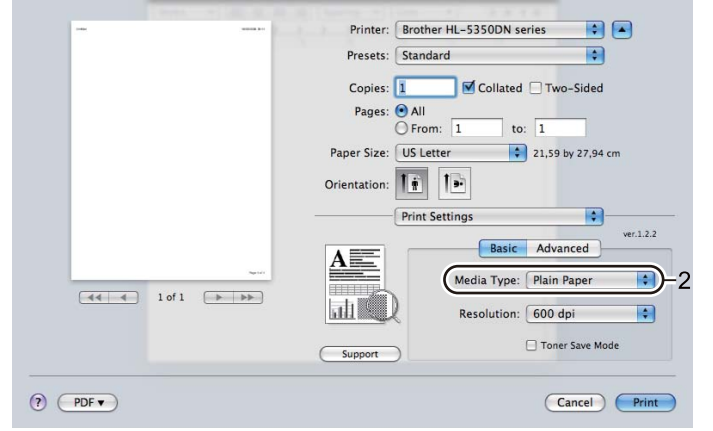 Printer: Brother HL-5350DN series
Presets: Standard
Copies: 1 Collated Two-Sided
Pages: All
From: 1 to: 1
Paper Size: US Letter 21,59 by 27,94 cm
Orientation:
Print Settings
ver.1.2.2
Basic Advanced
Media Type: Plain Paper 2
1 of 1
Resolution: 600 dpi
Toner Save Mode
Support
? PDF Cancel Print